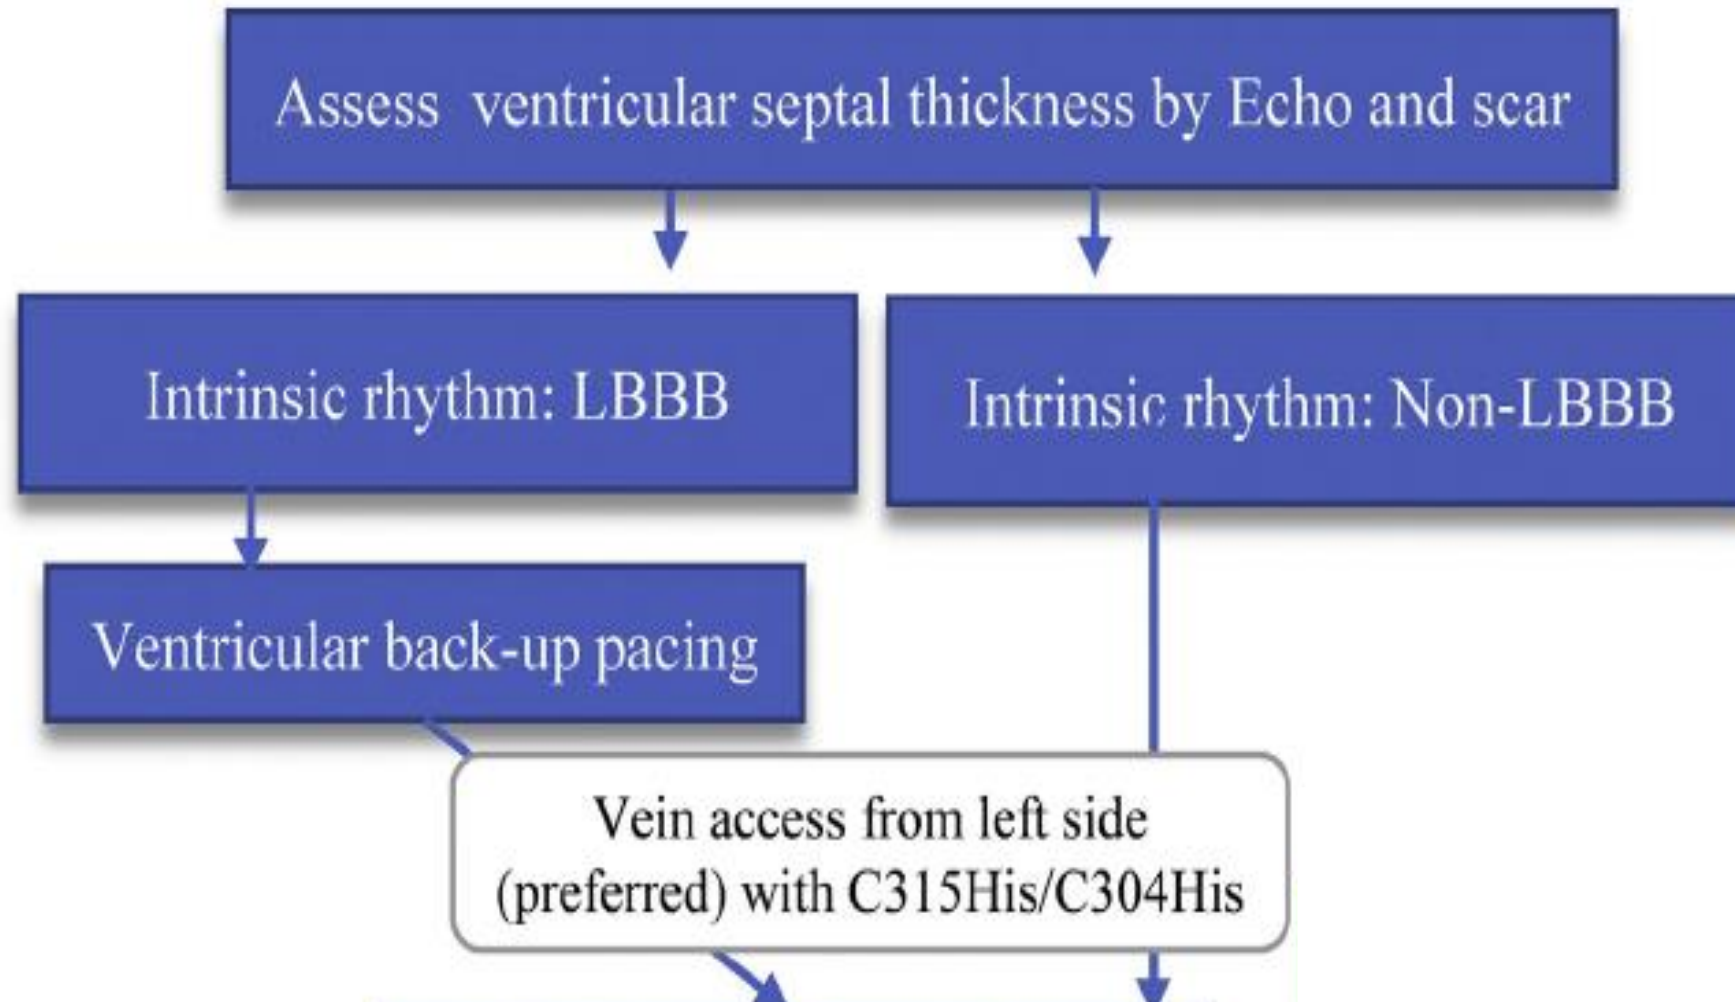 Assess ventricular septal thickness by Echo and scar
Intrinsic rhythm: LBBB
Intrinsic rhythm: Non-LBBB
Ventricular back-up pacing
Vein access from left side
(preferred) with C315His/C304His